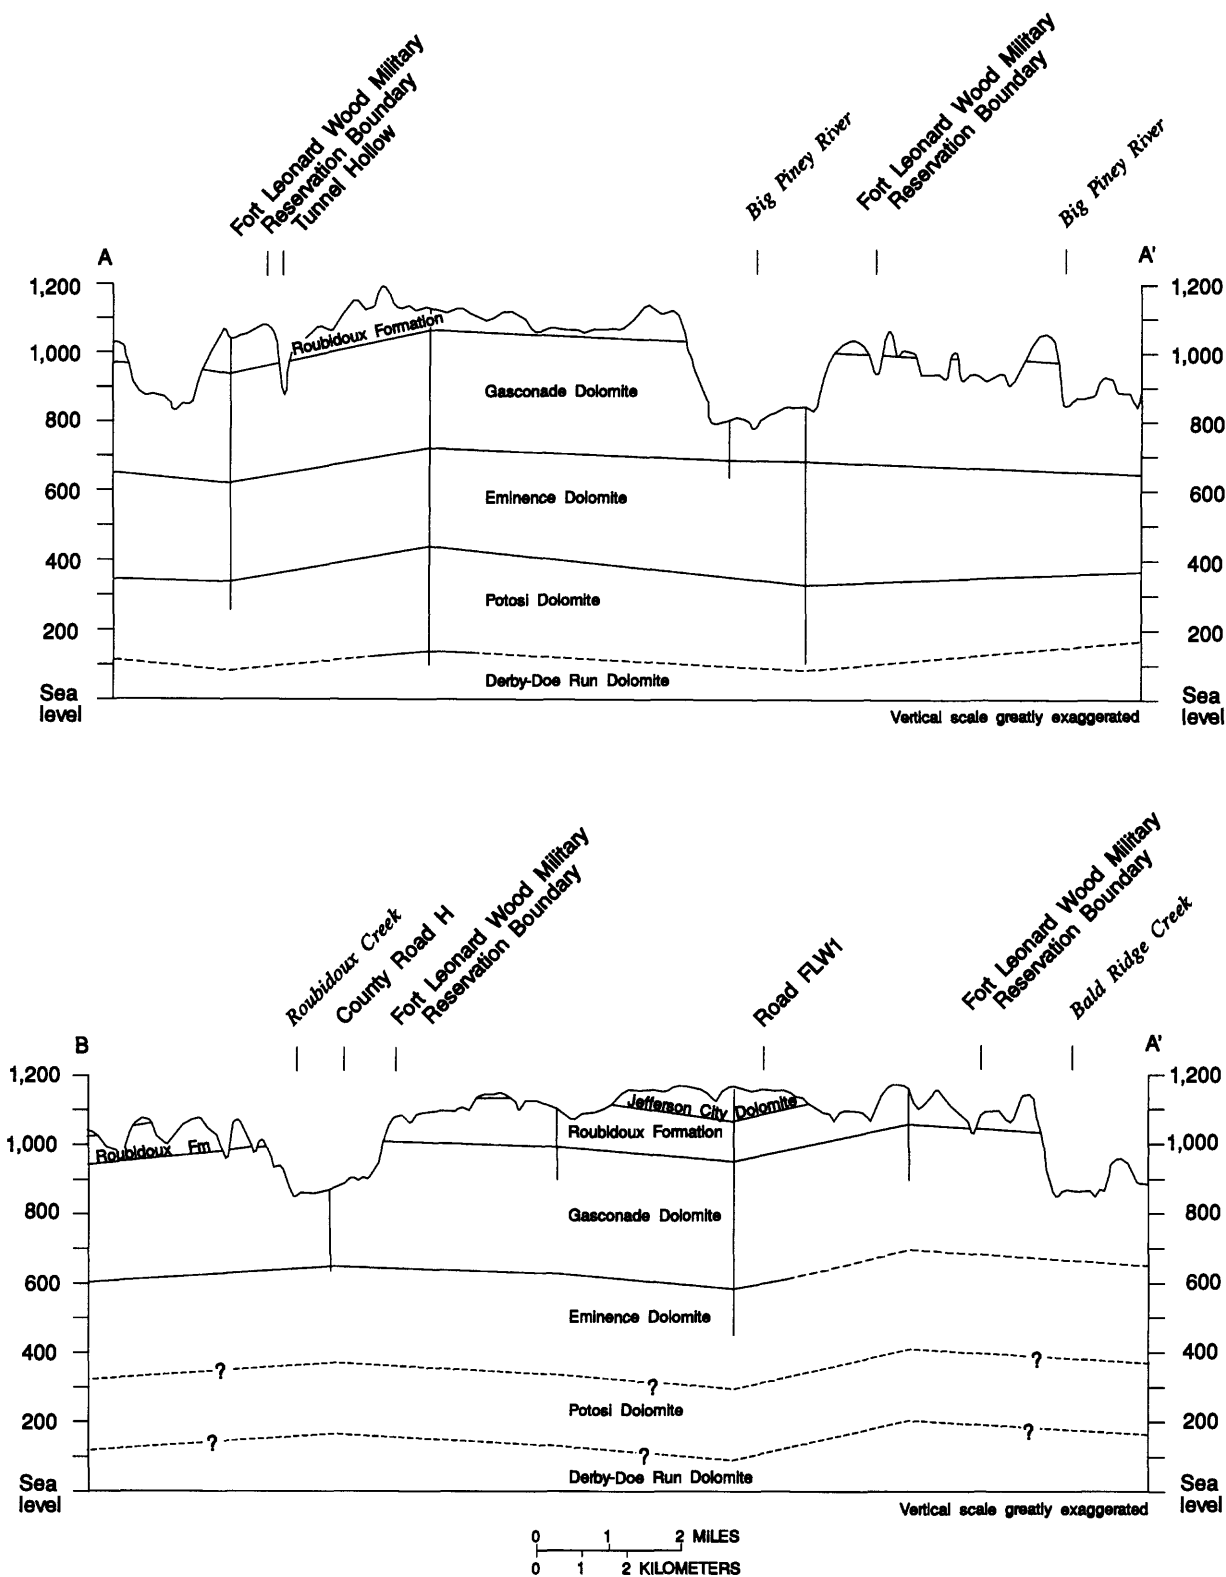 Fort Leonard Wood Military
Reservation Boundary
Tunnel Hollow
Big Piney River
Fort Leonard Wood Military
Reservation Boundary
Big Piney River
A
A'
1,200
1,000
800
600
400
200
Sea
level
1,200
1,000
800
600
400
200
Sea
level
Roubidoux Formation
Gasconade Dolomite
Eminence Dolomite
Potosi Dolomite
Derby-Doe Run Dolomite
Vertical scale greatly exaggerated
Roubidoux Creek
County Road H
Fort Leonard Wood Military
Reservation Boundary
Road FLW1
Fort Leonard Wood Military
Reservation Boundary
Bald Ridge Creek
B
A'
1,200
1,000
800
600
400
200
Sea
level
1,200
1,000
800
600
400
200
Sea
level
Jefferson City Dolomite
Roubidoux Fm
Roubidoux Formation
Gasconade Dolomite
Eminence Dolomite
? ? ?
Potosi Dolomite
? ? ?
Derby-Doe Run Dolomite
Vertical scale greatly exaggerated
0 1 2 MILES
0 1 2 KILOMETERS